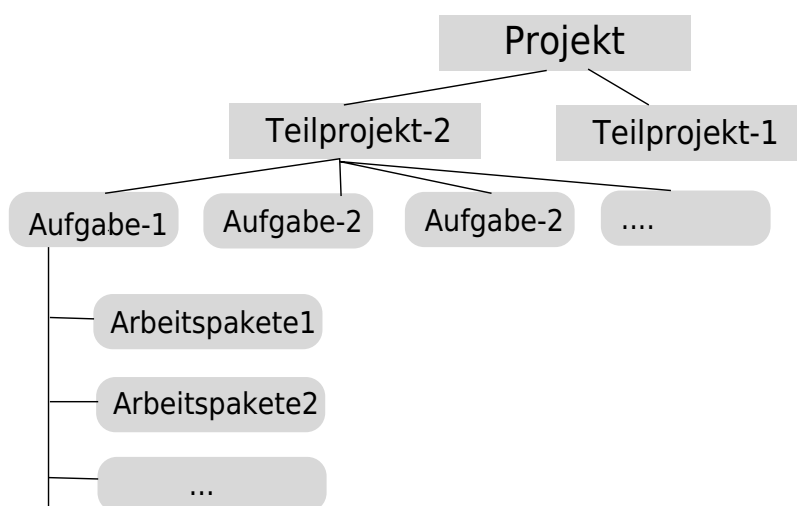 Projekt
Teilprojekt-2
Teilprojekt-1
Aufgabe-1
Aufgabe-2
Aufgabe-2
....
Arbeitspakete1
Arbeitspakete2
...